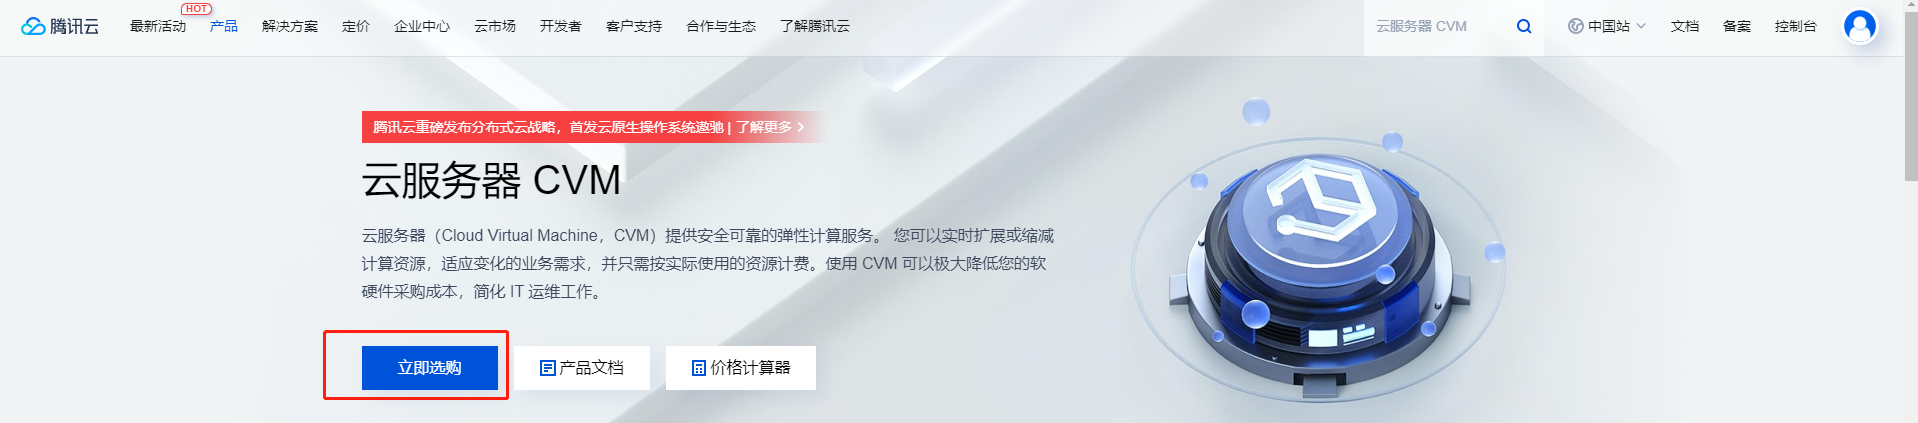 腾讯云 最新活动 HOT 产品 解决方案 定价 企业中心 云市场 开发者 客户支持 合作与生态 了解腾讯云 云服务器 CVM 中国站 文档 备案 控制台
腾讯云重磅发布分布式云战略，首发云原生操作系统遨驰 | 了解更多 >
云服务器 CVM
云服务器（Cloud Virtual Machine，CVM）提供安全可靠的弹性计算服务。 您可以实时扩展或缩减
计算资源，适应变化的业务需求，并只需按实际使用的资源计费。使用 CVM 可以极大降低您的软
硬件采购成本，简化 IT 运维工作。
立即选购 产品文档 价格计算器